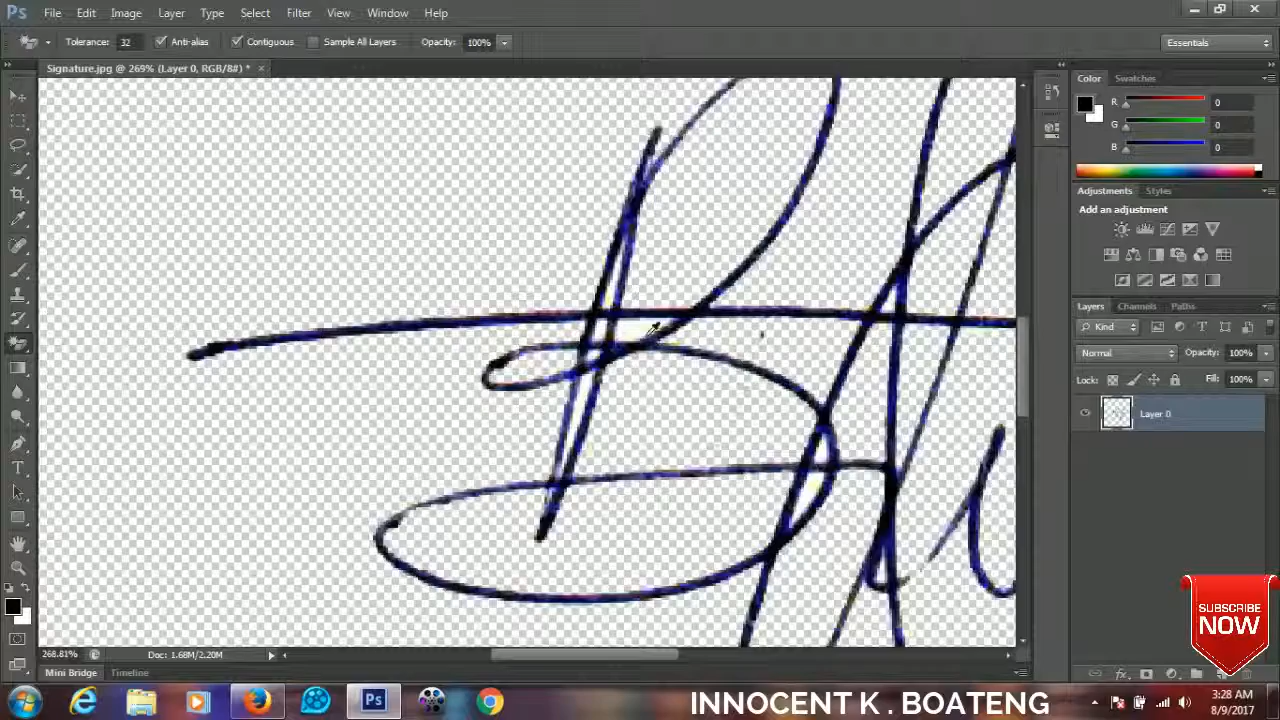 Ps File Edit Image Layer Type Select Filter View Window Help
Tolerance: 32 Anti-alias Contiguous Sample All Layers Opacity: 100% Essentials
Signature.jpg @ 269% (Layer 0, RGB/8#) * ×
Color Swatches
R 0
G 0
B 0
Adjustments Styles
Add an adjustment
Layers Channels Paths
Kind
Normal Opacity: 100%
Lock: Fill: 100%
Layer 0
SUBSCRIBE
NOW
268.81% Doc: 1.68M/2.20M
Mini Bridge Timeline
Ps
INNOCENT K . BOATENG
3:28 AM
8/9/2017